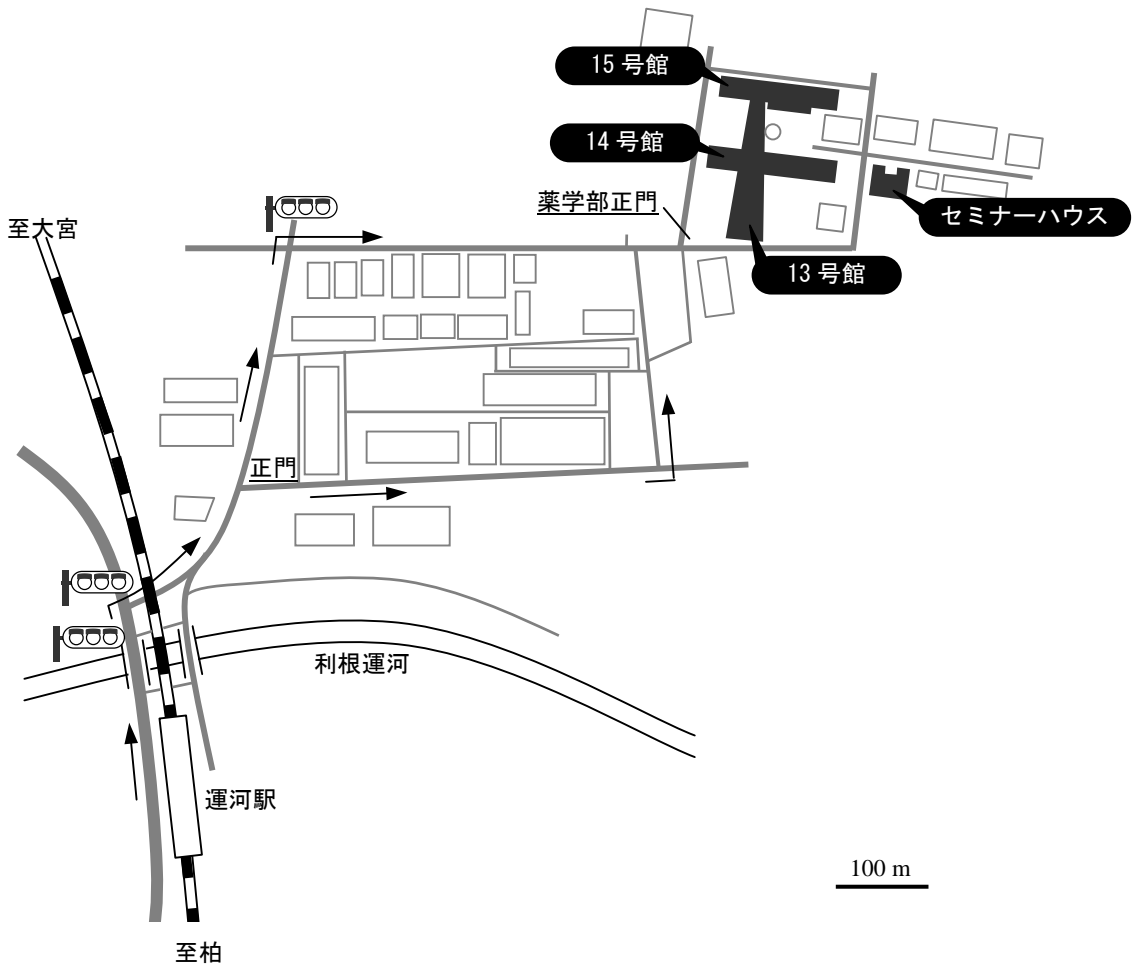 15 号館
14 号館
薬学部正門
至大宮
セミナーハウス
13 号館
正門
利根運河
運河駅
100 m
至柏